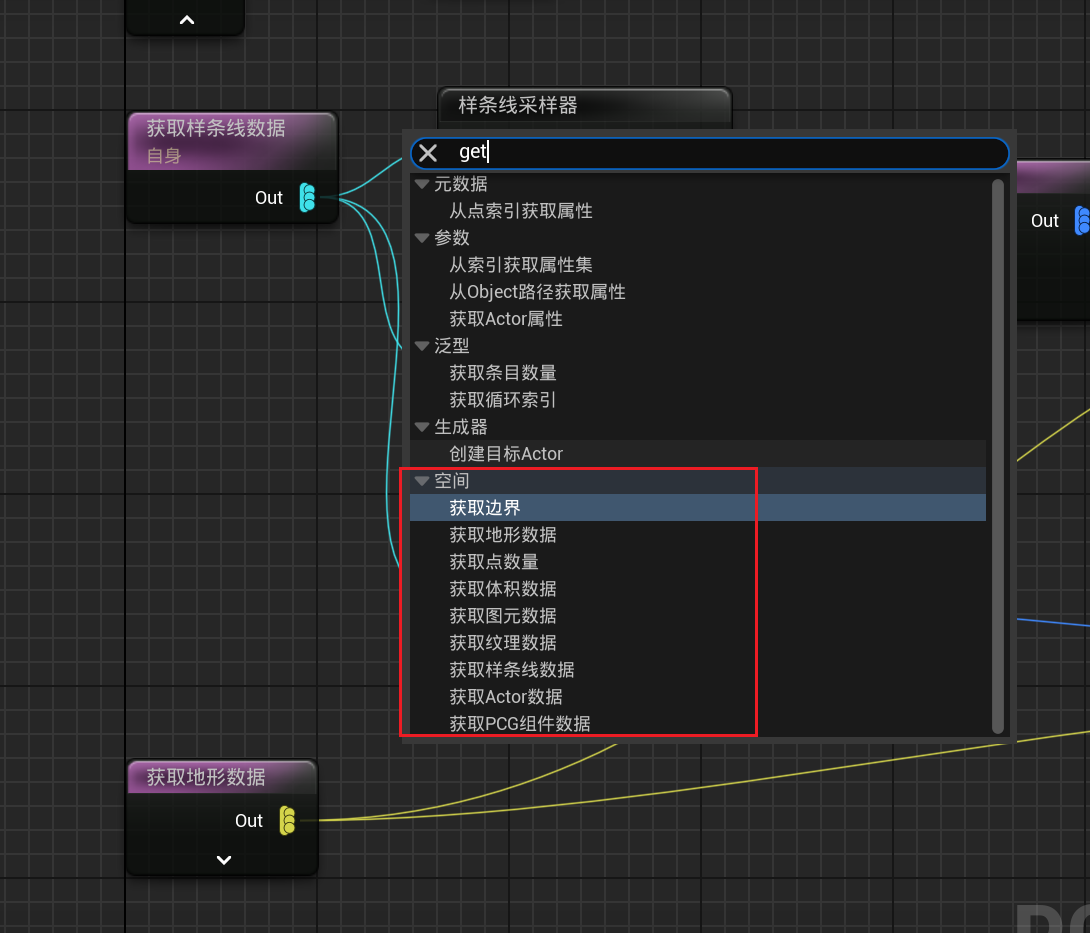 样条线采样器
获取样条线数据
自身
Out
get
元数据
从点索引获取属性
参数
从索引获取属性集
从Object路径获取属性
获取Actor属性
泛型
获取条目数量
获取循环索引
生成器
创建目标Actor
空间
获取边界
获取地形数据
获取点数量
获取体积数据
获取图元数据
获取纹理数据
获取样条线数据
获取Actor数据
获取PCG组件数据
Out
获取地形数据
Out